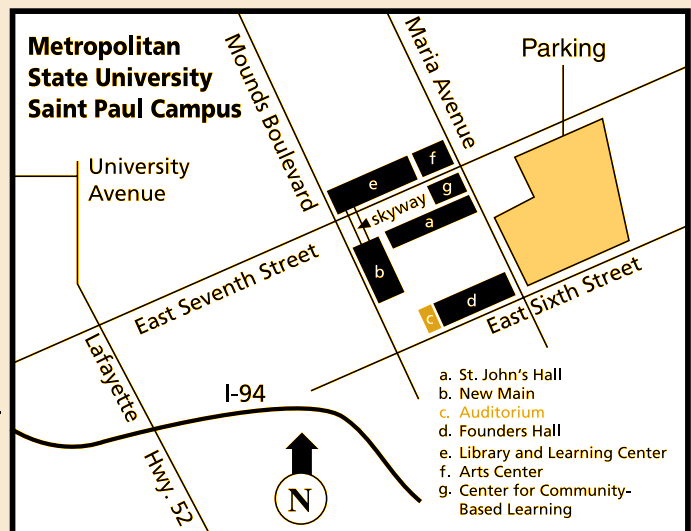 Metropolitan
State University
Saint Paul Campus
Mounds Boulevard
Maria Avenue
Parking
University
Avenue
f
e
g
skyway
a
b
East Seventh Street
d
c
East Sixth Street
Lafayette
Hwy. 52
I-94
N
a. St. John's Hall
b. New Main
c. Auditorium
d. Founders Hall
e. Library and Learning Center
f. Arts Center
g. Center for Community-
Based Learning